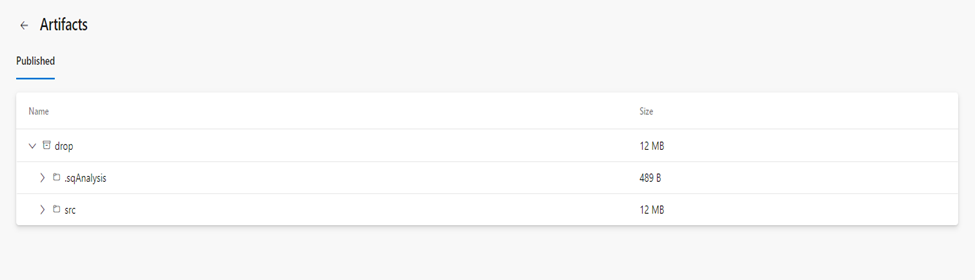 Artifacts
Published
Name Size
drop 12 MB
.sqAnalysis 489 B
src 12 MB